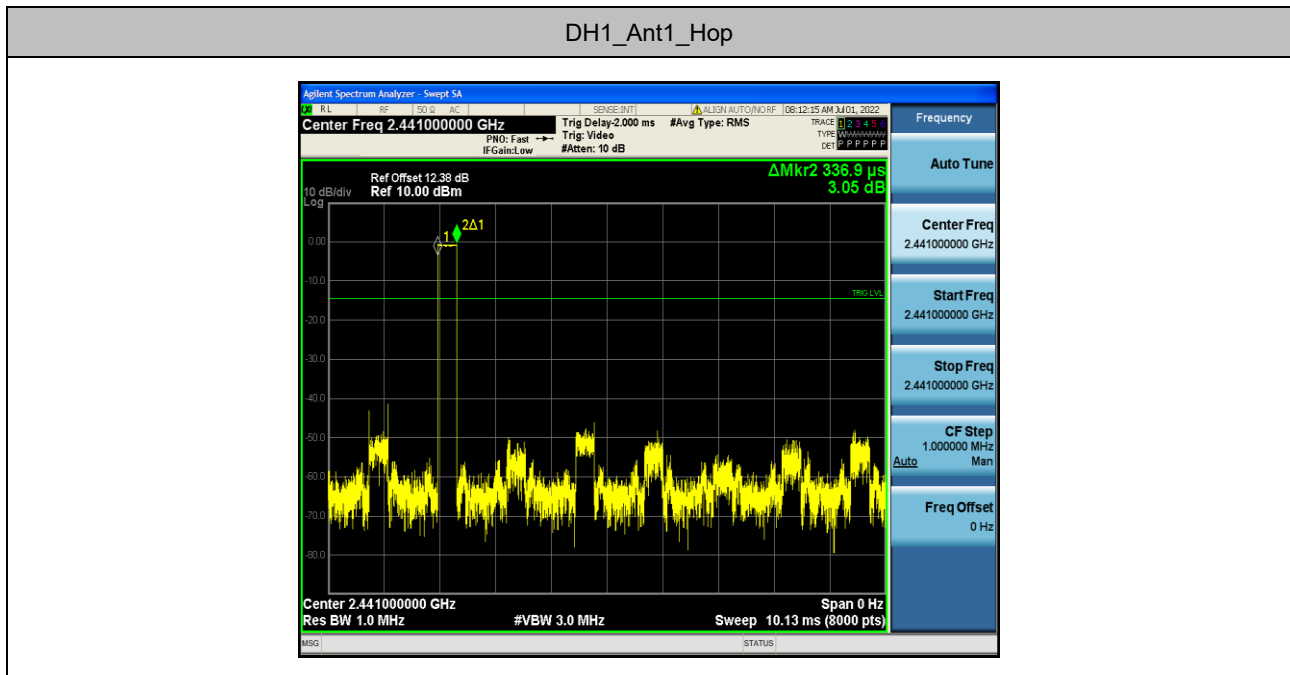 DH1_Ant1_Hop
Agilent Spectrum Analyzer - Swept SA
RL RF 50 Ω AC SENSE:INT ALIGN AUTO/NO RF 08:12:15 AM Jul 01, 2022
Center Freq 2.441000000 GHz
PNO: Fast
IFGain:Low
Trig Delay-2.000 ms
Trig: Video
#Atten: 10 dB
#Avg Type: RMS
TRACE 1 2 3 4 5 6
TYPE
DET P P P P P P
Ref Offset 12.38 dB
10 dB/div Ref 10.00 dBm
Log
ΔMkr2 336.9 µs
3.05 dB
1
2Δ1
0.00
-10.0
TRIG LVL
-20.0
-30.0
-40.0
-50.0
-60.0
-70.0
-80.0
Center 2.441000000 GHz Span 0 Hz
Res BW 1.0 MHz #VBW 3.0 MHz Sweep 10.13 ms (8000 pts)
MSG STATUS
Frequency
Auto Tune
Center Freq
2.441000000 GHz
Start Freq
2.441000000 GHz
Stop Freq
2.441000000 GHz
CF Step
1.000000 MHz
Auto Man
Freq Offset
0 Hz